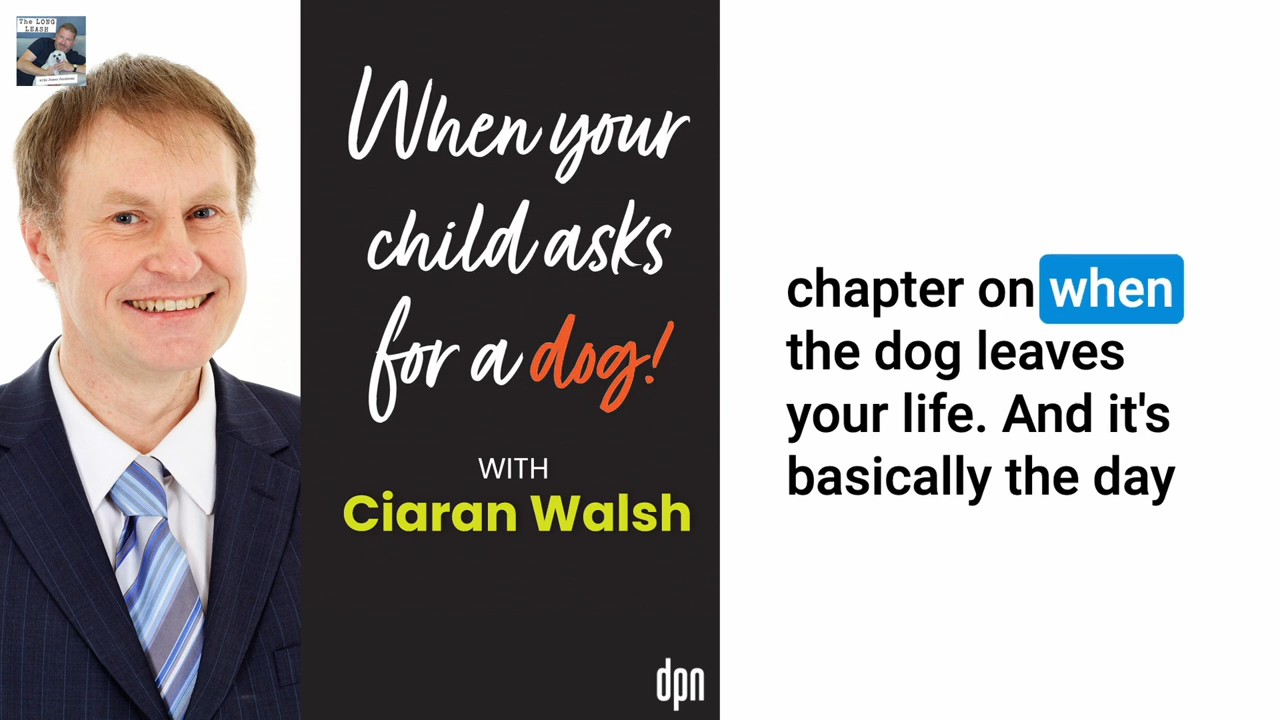 The LONG
LEASH
When your
child asks
for a dog!
WITH
Ciaran Walsh
dpn
chapter on when
the dog leaves
your life. And it's
basically the day